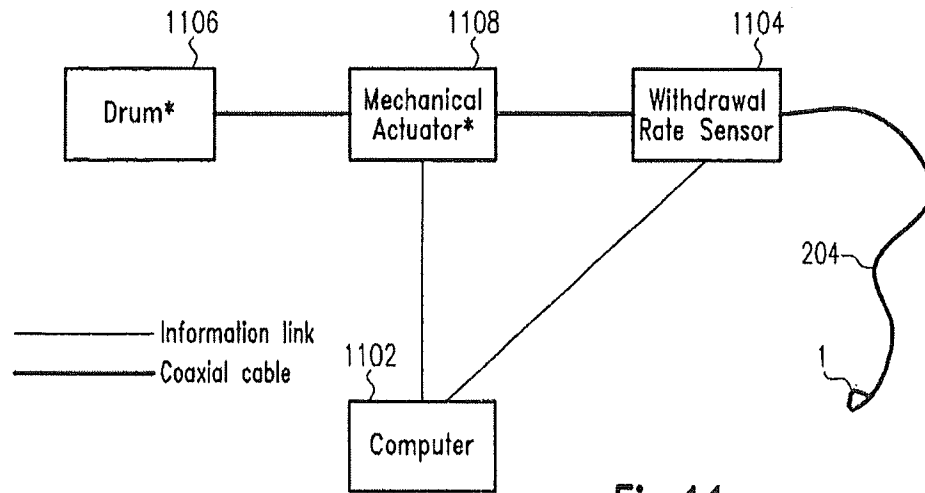 1106
1108
1104
Drum*
Mechanical
Actuator*
Withdrawal
Rate Sensor
204
Information link
Coaxial cable
1102
1
Computer